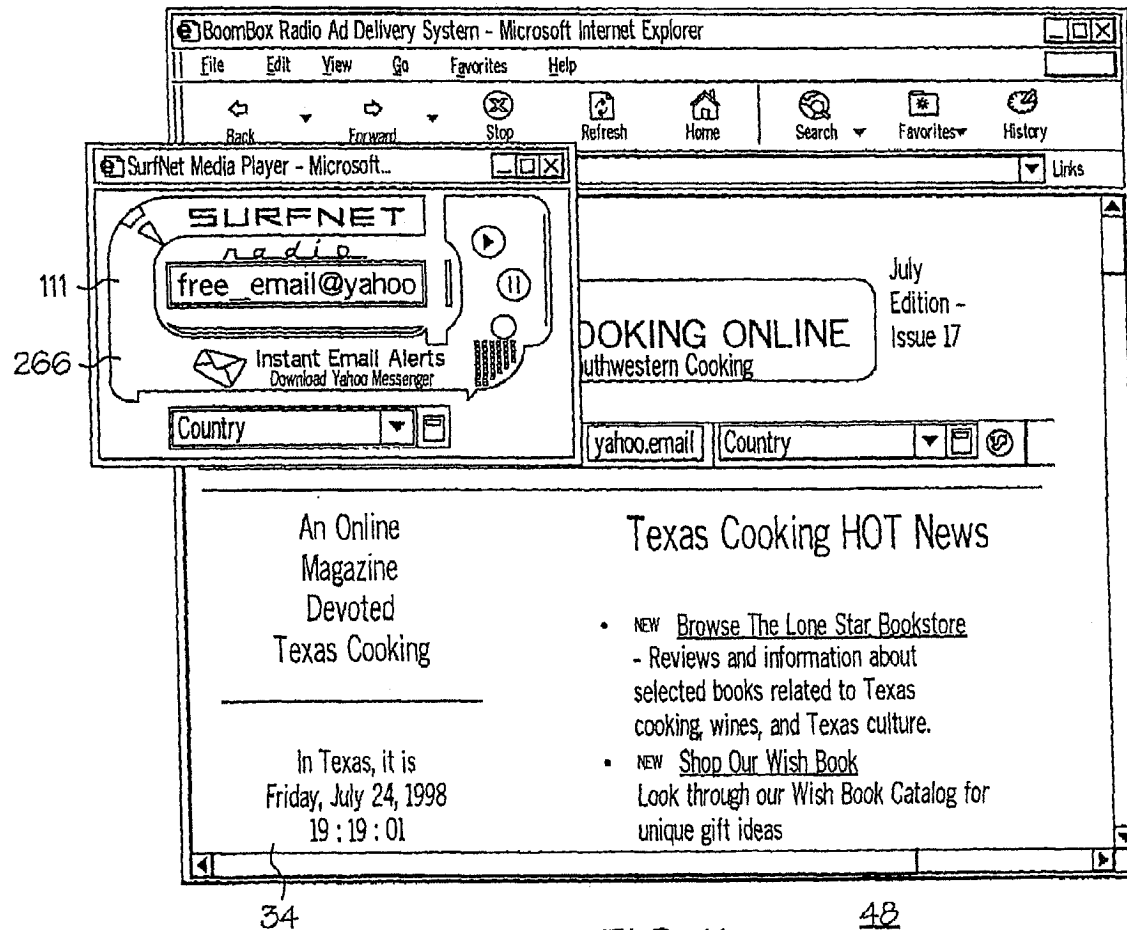 BoomBox Radio Ad Delivery System - Microsoft Internet Explorer
File Edit View Go Favorites Help
Back Forward Stop Refresh Home Search Favorites History
Links
SurfNet Media Player - Microsoft...
SURFNET
radio
free_email@yahoo
Instant Email Alerts
Download Yahoo Messenger
Country
111
266
July
Edition -
Issue 17
OOKING ONLINE
uthwestern Cooking
yahoo.email Country
An Online
Magazine
Devoted
Texas Cooking
In Texas, it is
Friday, July 24, 1998
19 : 19 : 01
Texas Cooking HOT News
• NEW Browse The Lone Star Bookstore
- Reviews and information about
selected books related to Texas
cooking, wines, and Texas culture.
• NEW Shop Our Wish Book
Look through our Wish Book Catalog for
unique gift ideas
34
48